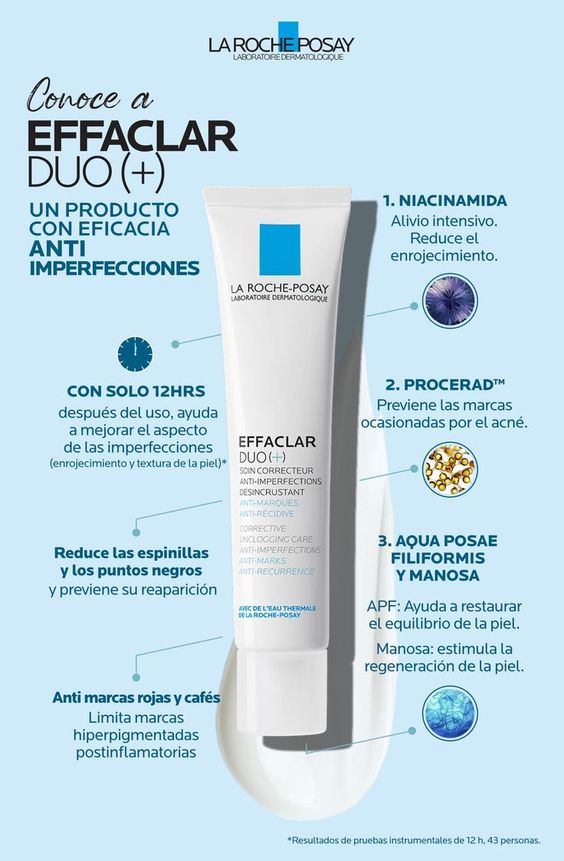 LA ROCHE POSAY
LABORATOIRE DERMATOLOGIQUE
Conoce a
EFFACLAR
DUO (+)
UN PRODUCTO
CON EFICACIA
ANTI
IMPERFECCIONES
CON SOLO 12HRS
después del uso, ayuda
a mejorar el aspecto
de las imperfecciones
(enrojecimiento y textura de la piel)*
Reduce las espinillas
y los puntos negros
y previene su reaparición
Anti marcas rojas y cafés
Limita marcas
hiperpigmentadas
postinflamatorias
LA ROCHE-POSAY
LABORATOIRE DERMATOLOGIQUE
EFFACLAR
DUO(+)
SOIN CORRECTEUR
ANTI-IMPERFECTIONS
DÉSINCRUSTANT
ANTI-MARQUES
ANTI-RÉCIDIVE
CORRECTIVE
UNCLOGGING CARE
ANTI-IMPERFECTIONS
ANTI-MARKS
ANTI-RECURRENCE
AVEC DE L'EAU THERMALE
DE LA ROCHE-POSAY
1. NIACINAMIDA
Alivio intensivo.
Reduce el
enrojecimiento.
2. PROCERAD™
Previene las marcas
ocasionadas por el acné.
3. AQUA POSAE
FILIFORMIS
Y MANOSA
APF: Ayuda a restaurar
el equilibrio de la piel.
Manosa: estimula la
regeneración de la piel.
*Resultados de pruebas instrumentales de 12 h, 43 personas.